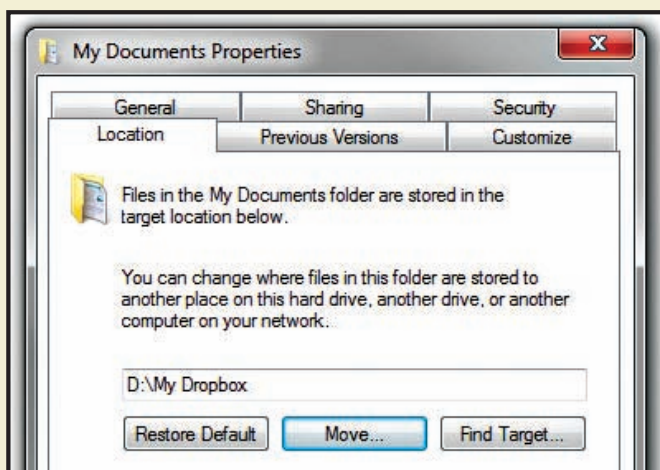 My Documents Properties
X
General Sharing Security
Location Previous Versions Customize
Files in the My Documents folder are stored in the
target location below.
You can change where files in this folder are stored to
another place on this hard drive, another drive, or another
computer on your network.
D:\My Dropbox
Restore Default Move... Find Target...